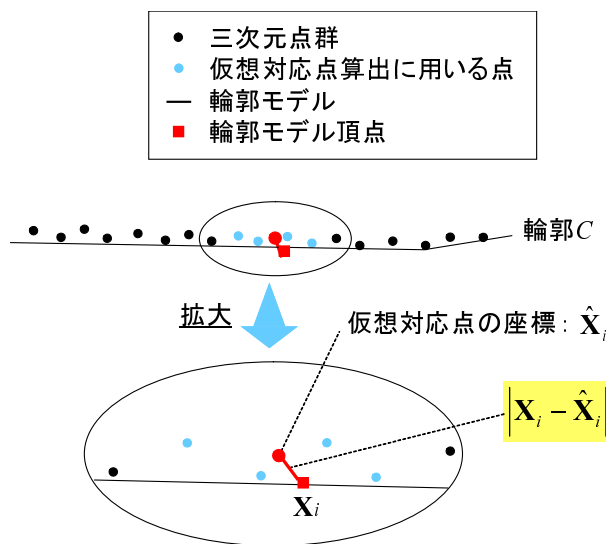 三次元点群
仮想対応点算出に用いる点
輪郭モデル
輪郭モデル頂点
輪郭C
拡大
仮想対応点の座標: X̂i
|Xi − X̂i|
Xi